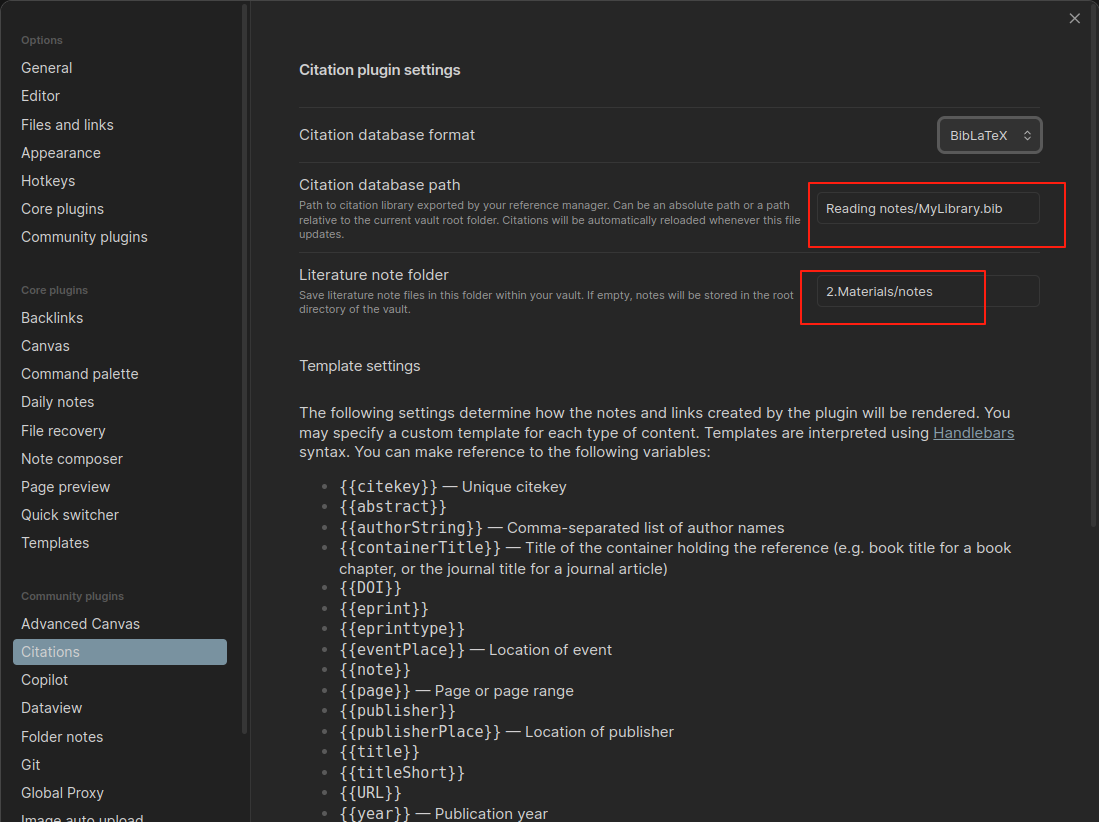 Options
General
Editor
Files and links
Appearance
Hotkeys
Core plugins
Community plugins
Core plugins
Backlinks
Canvas
Command palette
Daily notes
File recovery
Note composer
Page preview
Quick switcher
Templates
Community plugins
Advanced Canvas
Citations
Copilot
Dataview
Folder notes
Git
Global Proxy
Image auto upload
Citation plugin settings
Citation database format
BibLaTeX
Citation database path
Path to citation library exported by your reference manager. Can be an absolute path or a path
relative to the current vault root folder. Citations will be automatically reloaded whenever this file
updates.
Reading notes/MyLibrary.bib
Literature note folder
Save literature note files in this folder within your vault. If empty, notes will be stored in the root
directory of the vault.
2.Materials/notes
Template settings
The following settings determine how the notes and links created by the plugin will be rendered. You
may specify a custom template for each type of content. Templates are interpreted using Handlebars
syntax. You can make reference to the following variables:
{{citekey}} — Unique citekey
{{abstract}}
{{authorString}} — Comma-separated list of author names
{{containerTitle}} — Title of the container holding the reference (e.g. book title for a book
chapter, or the journal title for a journal article)
{{DOI}}
{{eprint}}
{{eprinttype}}
{{eventPlace}} — Location of event
{{note}}
{{page}} — Page or page range
{{publisher}}
{{publisherPlace}} — Location of publisher
{{title}}
{{titleShort}}
{{URL}}
{{year}} — Publication year